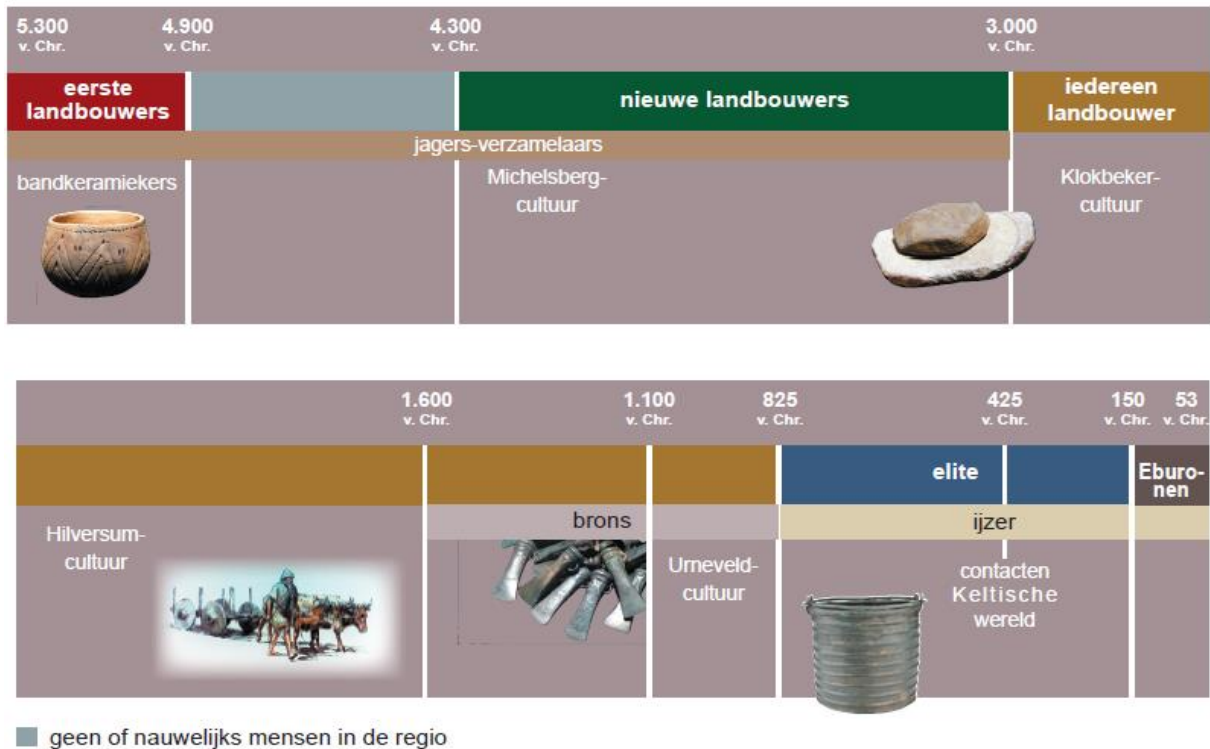 5.300
v. Chr.
4.900
v. Chr.
4.300
v. Chr.
3.000
v. Chr.
eerste
landbouwers
nieuwe landbouwers
iedereen
landbouwer
jagers-verzamelaars
bandkeramiekers
Michelsberg-
cultuur
Klokbeker-
cultuur
1.600
v. Chr.
1.100
v. Chr.
825
v. Chr.
425
v. Chr.
150
v. Chr.
53
v. Chr.
elite
Eburo-
nen
brons
ijzer
Hilversum-
cultuur
Urneveld-
cultuur
contacten
Keltische
wereld
geen of nauwelijks mensen in de regio